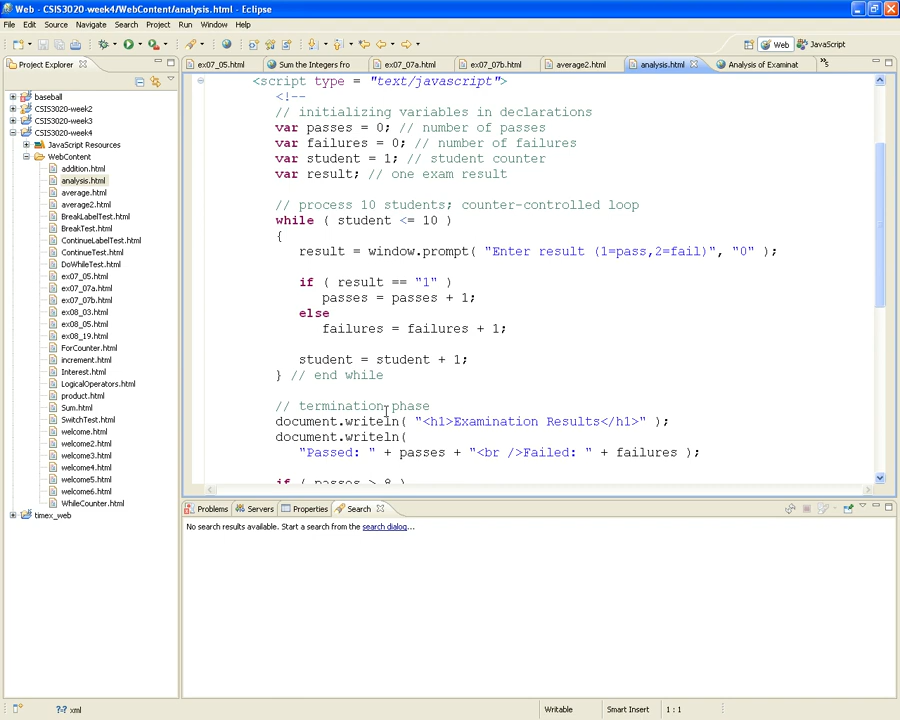 Web - CSIS3020-week4/WebContent/analysis.html - Eclipse
File Edit Source Navigate Search Project Run Window Help
Web JavaScript
Project Explorer
ex07_05.html Sum the Integers fro ex07_07a.html ex07_07b.html average2.html analysis.html Analysis of Examinat »5
baseball
CSIS3020-week2
CSIS3020-week3
CSIS3020-week4
JavaScript Resources
WebContent
addition.html
analysis.html
average.html
average2.html
BreakLabelTest.html
BreakTest.html
ContinueLabelTest.html
ContinueTest.html
DoWhileTest.html
ex07_05.html
ex07_07a.html
ex07_07b.html
ex08_03.html
ex08_05.html
ex08_19.html
ForCounter.html
increment.html
Interest.html
LogicalOperators.html
product.html
Sum.html
SwitchTest.html
welcome.html
welcome2.html
welcome3.html
welcome4.html
welcome5.html
welcome6.html
WhileCounter.html
timex_web
<script type = "text/javascript">
<!--
// initializing variables in declarations
var passes = 0; // number of passes
var failures = 0; // number of failures
var student = 1; // student counter
var result; // one exam result
// process 10 students; counter-controlled loop
while ( student <= 10 )
{
result = window.prompt( "Enter result (1=pass,2=fail)", "0" );
if ( result == "1" )
passes = passes + 1;
else
failures = failures + 1;
student = student + 1;
} // end while
// termination phase
document.writeln( "<h1>Examination Results</h1>" );
document.writeln(
"Passed: " + passes + "<br />Failed: " + failures );
if ( passes > 8 )
Problems Servers Properties Search
No search results available. Start a search from the search dialog...
xml Writable Smart Insert 1 : 1